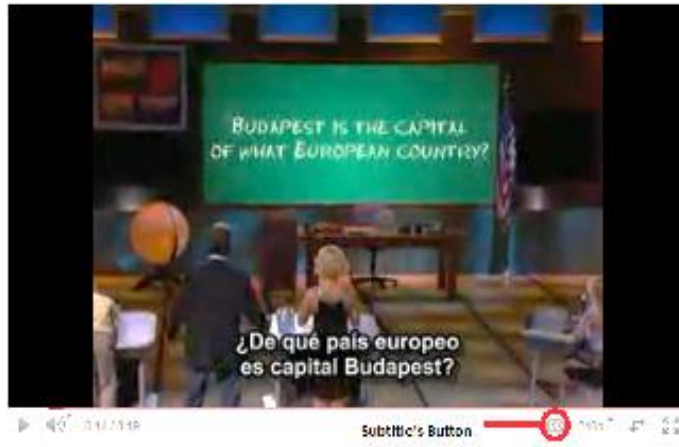 BUDAPEST IS THE CAPITAL
OF WHAT EUROPEAN COUNTRY?
¿De qué país europeo
es capital Budapest?
Subtitle's Button